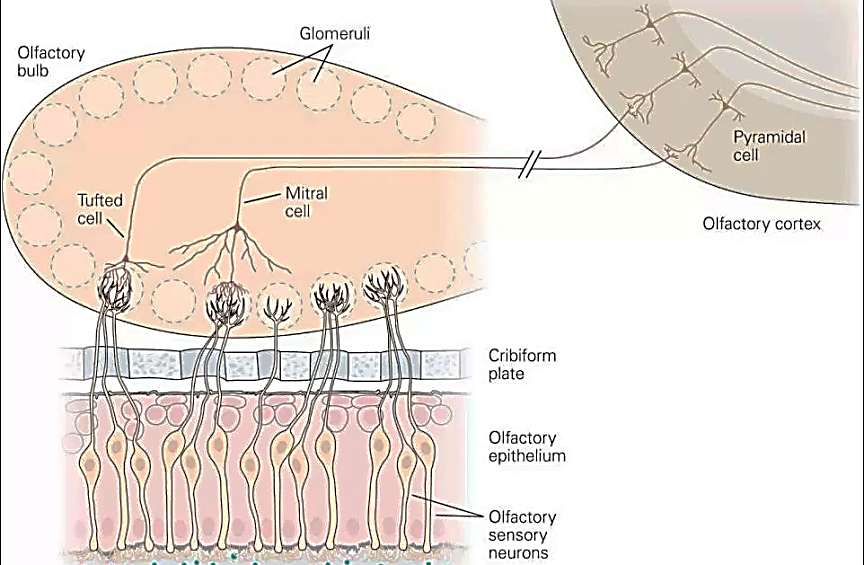 Glomeruli
Olfactory
bulb
Pyramidal
cell
Tufted
cell
Mitral
cell
Olfactory cortex
Cribiform
plate
Olfactory
epithelium
Olfactory
sensory
neurons